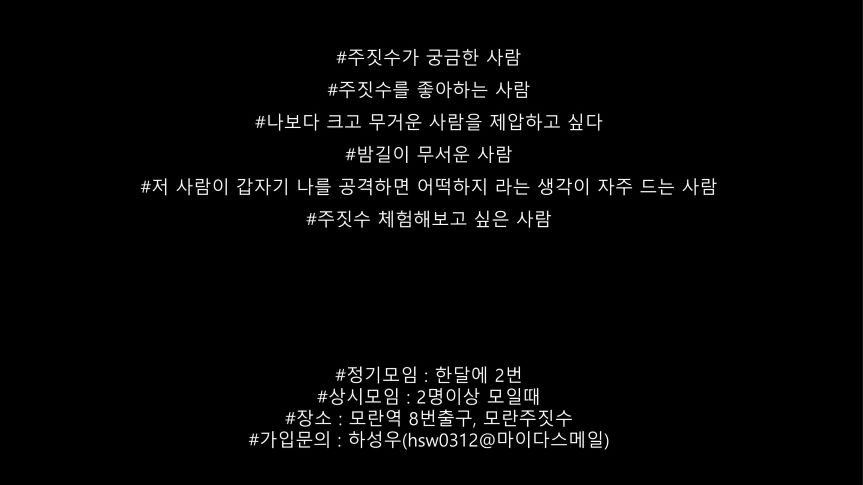 #주짓수가 궁금한 사람
#주짓수를 좋아하는 사람
#나보다 크고 무거운 사람을 제압하고 싶다
#밤길이 무서운 사람
#저 사람이 갑자기 나를 공격하면 어떡하지 라는 생각이 자주 드는 사람
#주짓수 체험해보고 싶은 사람
#정기모임 : 한달에 2번
#상시모임 : 2명이상 모일때
#장소 : 모란역 8번출구, 모란주짓수
#가입문의 : 하성우(hsw0312@마이다스메일)